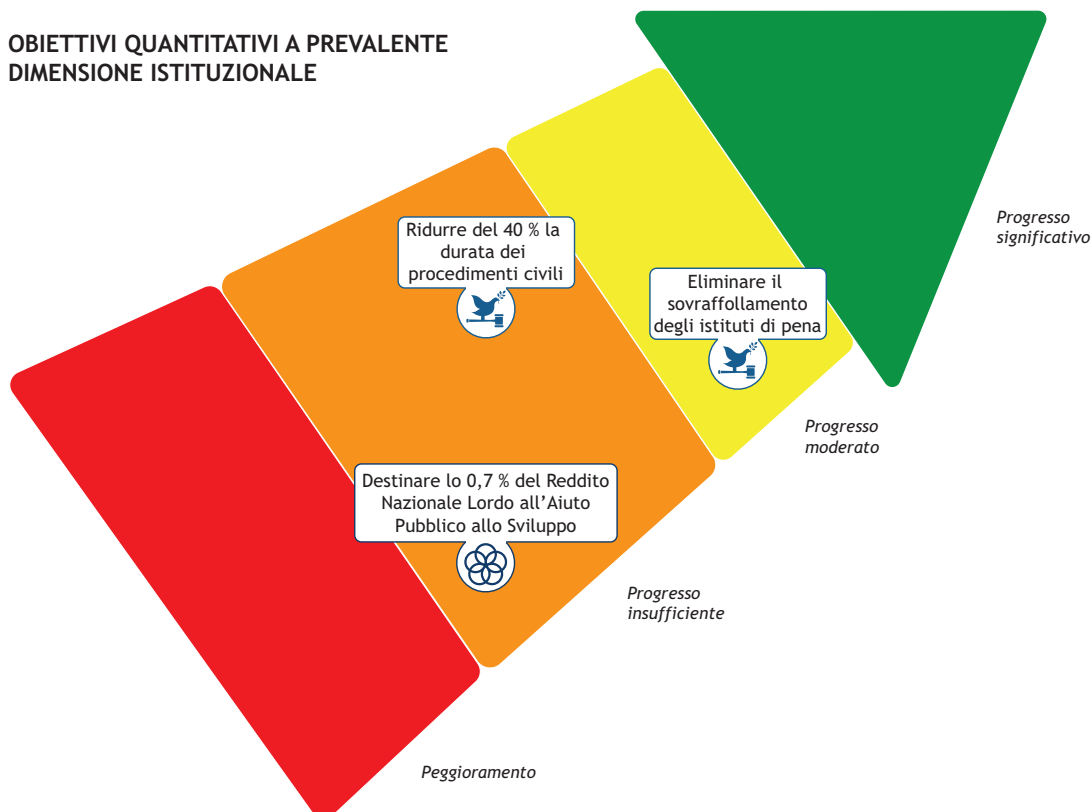 OBIETTIVI QUANTITATIVI A PREVALENTE
DIMENSIONE ISTITUZIONALE
Progresso
significativo
Ridurre del 40 % la
durata dei
procedimenti civili
Eliminare il
sovraffollamento
degli istituti di pena
Progresso
moderato
Destinare lo 0,7 % del Reddito
Nazionale Lordo all’Aiuto
Pubblico allo Sviluppo
Progresso
insufficiente
Peggioramento